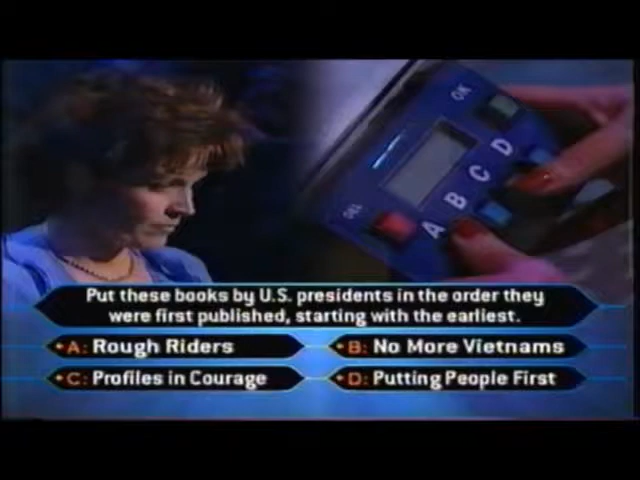 OK
DEL
A B C D
Put these books by U.S. presidents in the order they
were first published, starting with the earliest.
A: Rough Riders
B: No More Vietnams
C: Profiles in Courage
D: Putting People First